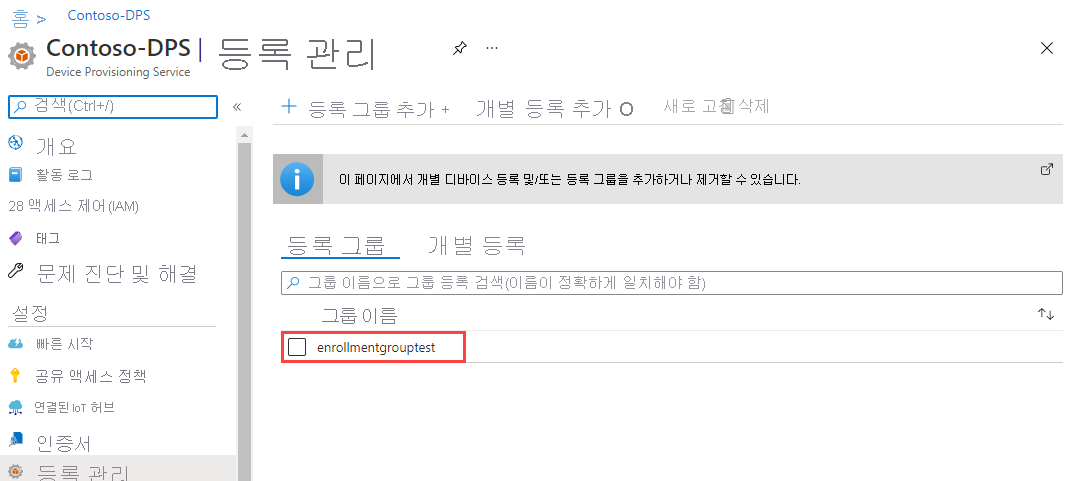 홈 > Contoso-DPS
Contoso-DPS | 등록 관리 ...
Device Provisioning Service
검색(Ctrl+/) «
개요
활동 로그
28 액세스 제어(IAM)
태그
문제 진단 및 해결
설정
빠른 시작
공유 액세스 정책
연결된 IoT 허브
인증서
등록 관리
+ 등록 그룹 추가 + 개별 등록 추가 O 새로 고침 삭제
이 페이지에서 개별 디바이스 등록 및/또는 등록 그룹을 추가하거나 제거할 수 있습니다.
등록 그룹 개별 등록
그룹 이름으로 그룹 등록 검색(이름이 정확하게 일치해야 함)
그룹 이름
enrollmentgrouptest